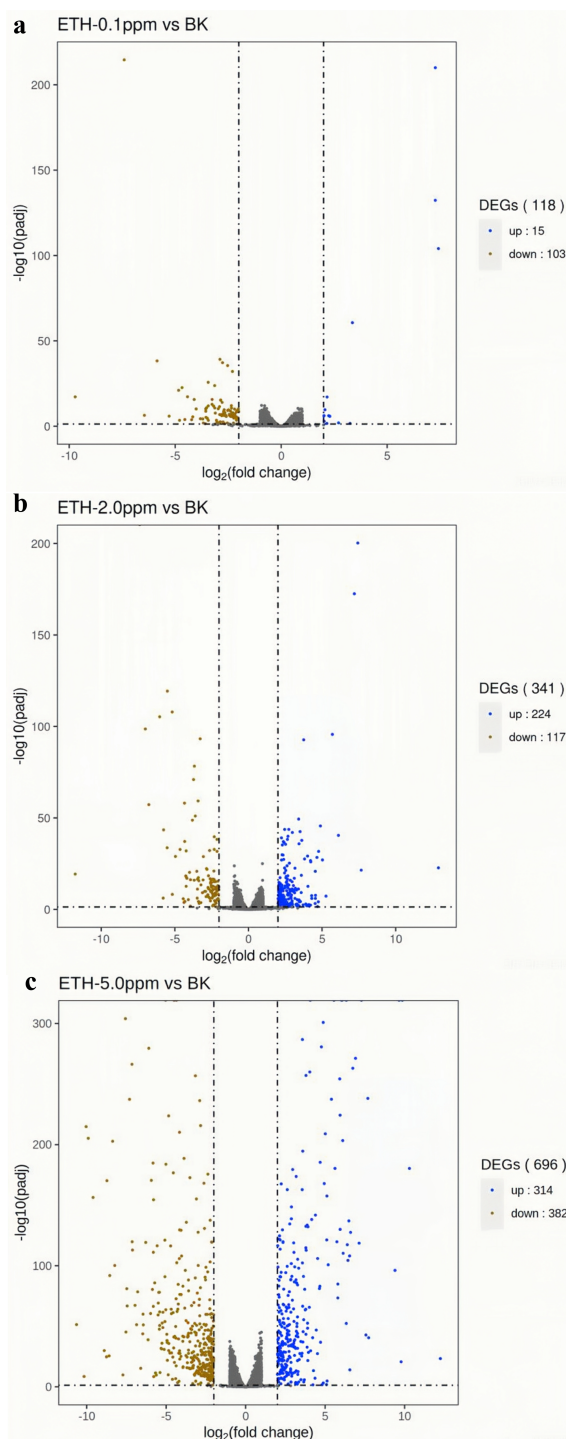 a
ETH-0.1ppm vs BK
200
150
100
50
0
-log10(padj)
-10 -5 0 5
log2(fold change)
DEGs ( 118 )
up : 15
down : 103
b
ETH-2.0ppm vs BK
200
150
100
50
0
-log10(padj)
-10 -5 0 5 10
log2(fold change)
DEGs ( 341 )
up : 224
down : 117
c
ETH-5.0ppm vs BK
300
200
100
0
-log10(padj)
-10 -5 0 5 10
log2(fold change)
DEGs ( 696 )
up : 314
down : 382